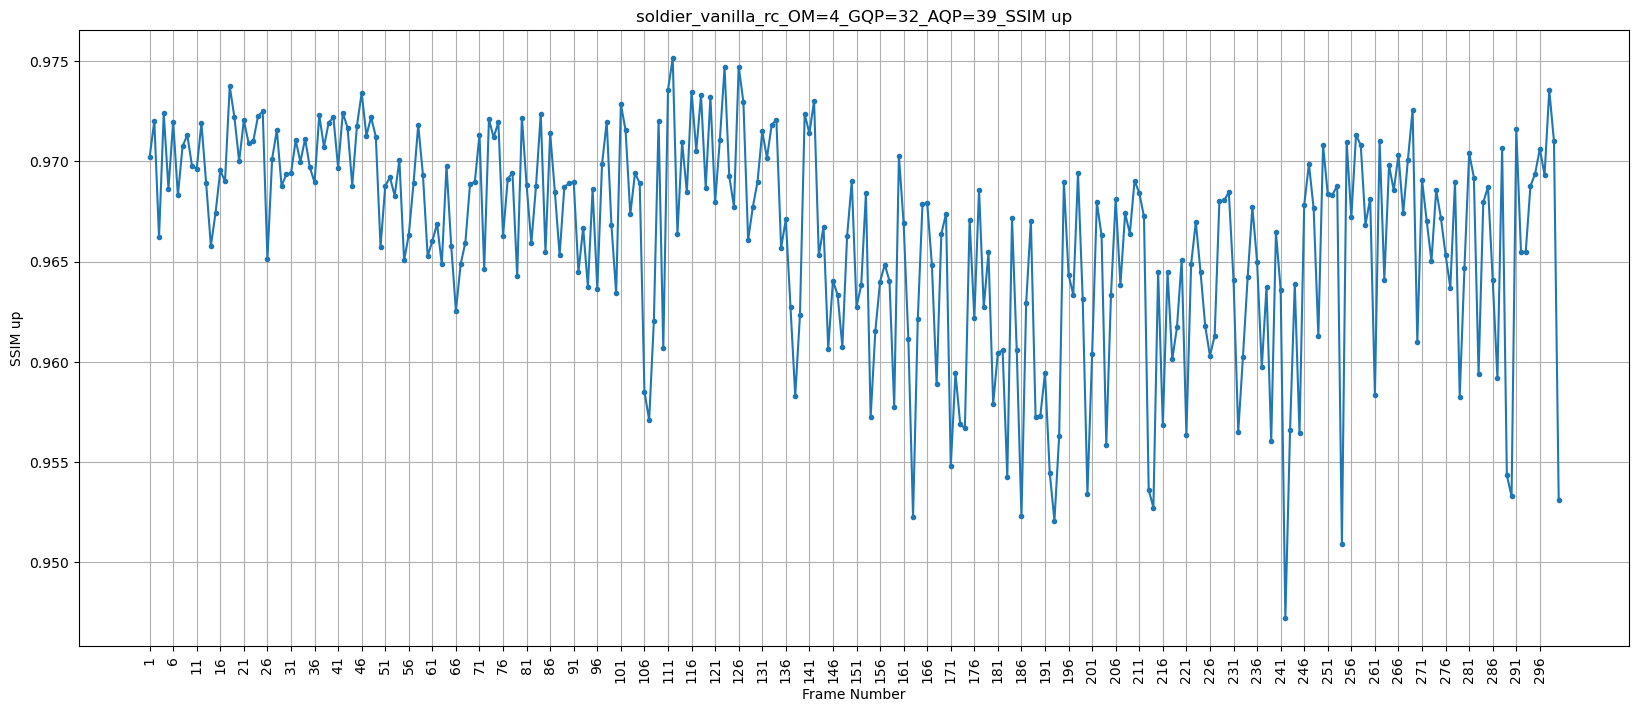 soldier_vanilla_rc_OM=4_GQP=32_AQP=39_SSIM up
0.975
0.970
0.965
0.960
0.955
0.950
SSIM up
1 6 11 16 21 26 31 36 41 46 51 56 61 66 71 76 81 86 91 96 101 106 111 116 121 126 131 136 141 146 151 156 161 166 171 176 181 186 191 196 201 206 211 216 221 226 231 236 241 246 251 256 261 266 271 276 281 286 291 296
Frame Number